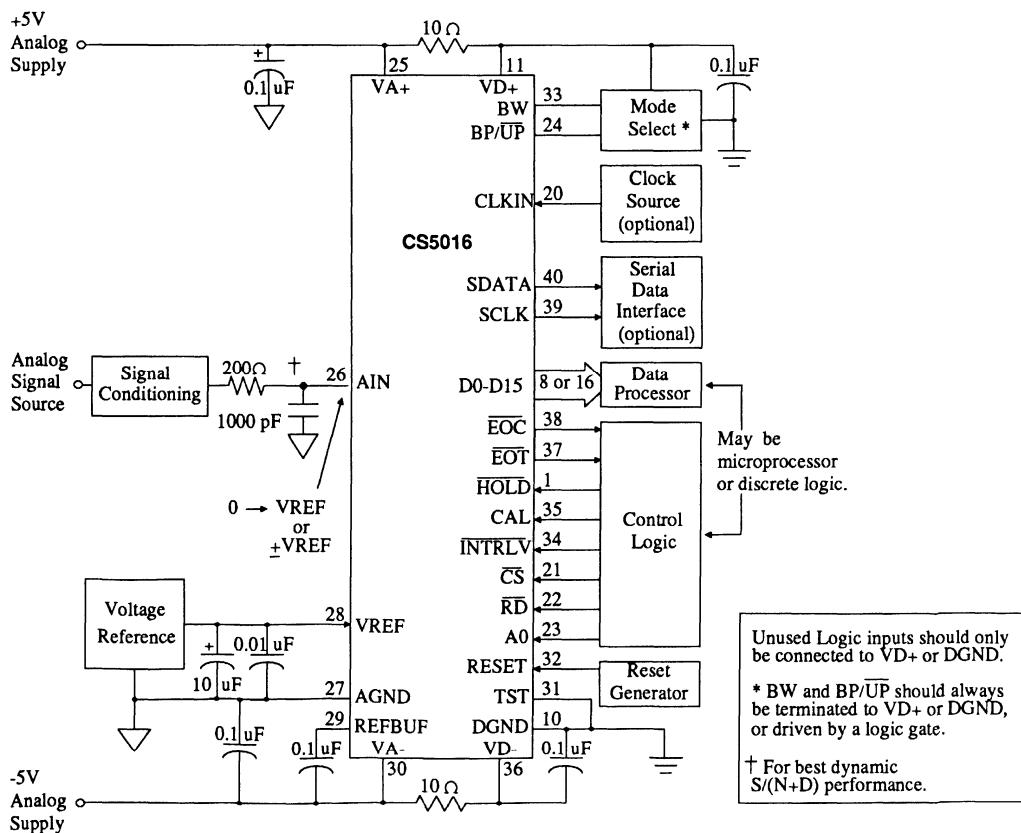 +5V
Analog
Supply
+
0.1 uF
10 Ω
25
VA+
11
VD+
0.1 uF
BW
33
BP/UP
24
Mode
Select *
CLKIN
20
Clock
Source
(optional)
CS5016
SDATA
40
SCLK
39
Serial
Data
Interface
(optional)
Analog
Signal
Source
Signal
Conditioning
200Ω
†
1000 pF
26
AIN
0 → VREF
or
±VREF
D0-D15
8 or 16
Data
Processor
May be
microprocessor
or discrete logic.
EOC
38
EOT
37
HOLD
1
CAL
35
INTRLV
34
CS
21
RD
22
A0
23
Control
Logic
Voltage
Reference
28
VREF
+
10 uF
0.01 uF
27
AGND
29
REFBUF
0.1 uF
0.1 uF
RESET
32
Reset
Generator
TST
31
DGND
10
VA-
30
VD-
36
0.1 uF
10 Ω
-5V
Analog
Supply
Unused Logic inputs should only
be connected to VD+ or DGND.
* BW and BP/UP should always
be terminated to VD+ or DGND,
or driven by a logic gate.
† For best dynamic
S/(N+D) performance.